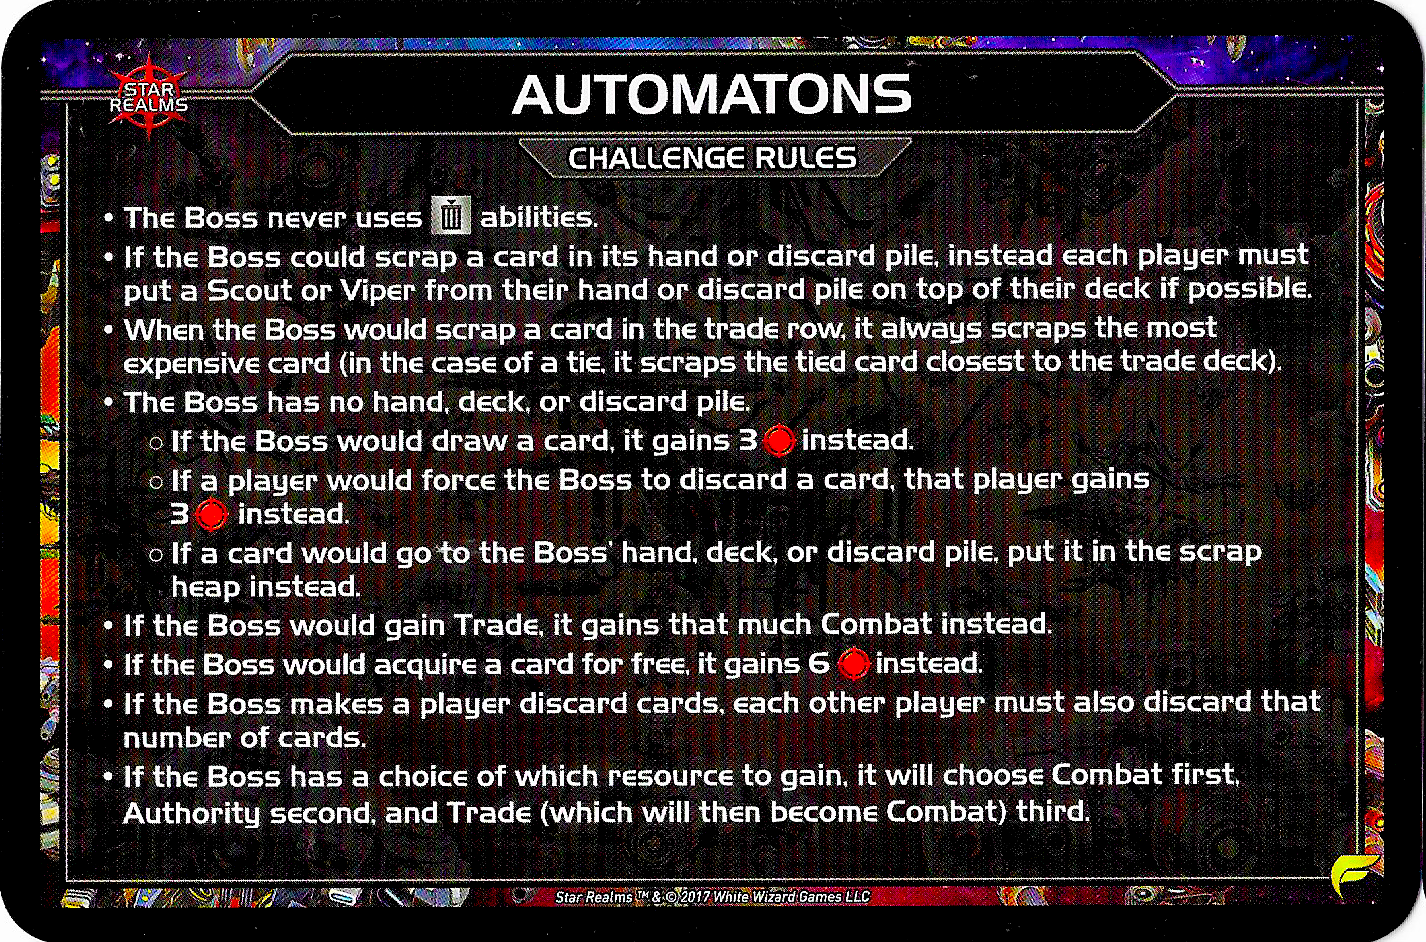 STAR
REALMS
AUTOMATONS
CHALLENGE RULES
• The Boss never uses abilities.
• If the Boss could scrap a card in its hand or discard pile, instead each player must
put a Scout or Viper from their hand or discard pile on top of their deck if possible.
• When the Boss would scrap a card in the trade row, it always scraps the most
expensive card (in the case of a tie, it scraps the tied card closest to the trade deck).
• The Boss has no hand, deck, or discard pile.
○ If the Boss would draw a card, it gains 3 instead.
○ If a player would force the Boss to discard a card, that player gains
3 instead.
○ If a card would go to the Boss' hand, deck, or discard pile, put it in the scrap
heap instead.
• If the Boss would gain Trade, it gains that much Combat instead.
• If the Boss would acquire a card for free, it gains 6 instead.
• If the Boss makes a player discard cards, each other player must also discard that
number of cards.
• If the Boss has a choice of which resource to gain, it will choose Combat first,
Authority second, and Trade (which will then become Combat) third.
Star Realms ™ & © 2017 White Wizard Games LLC